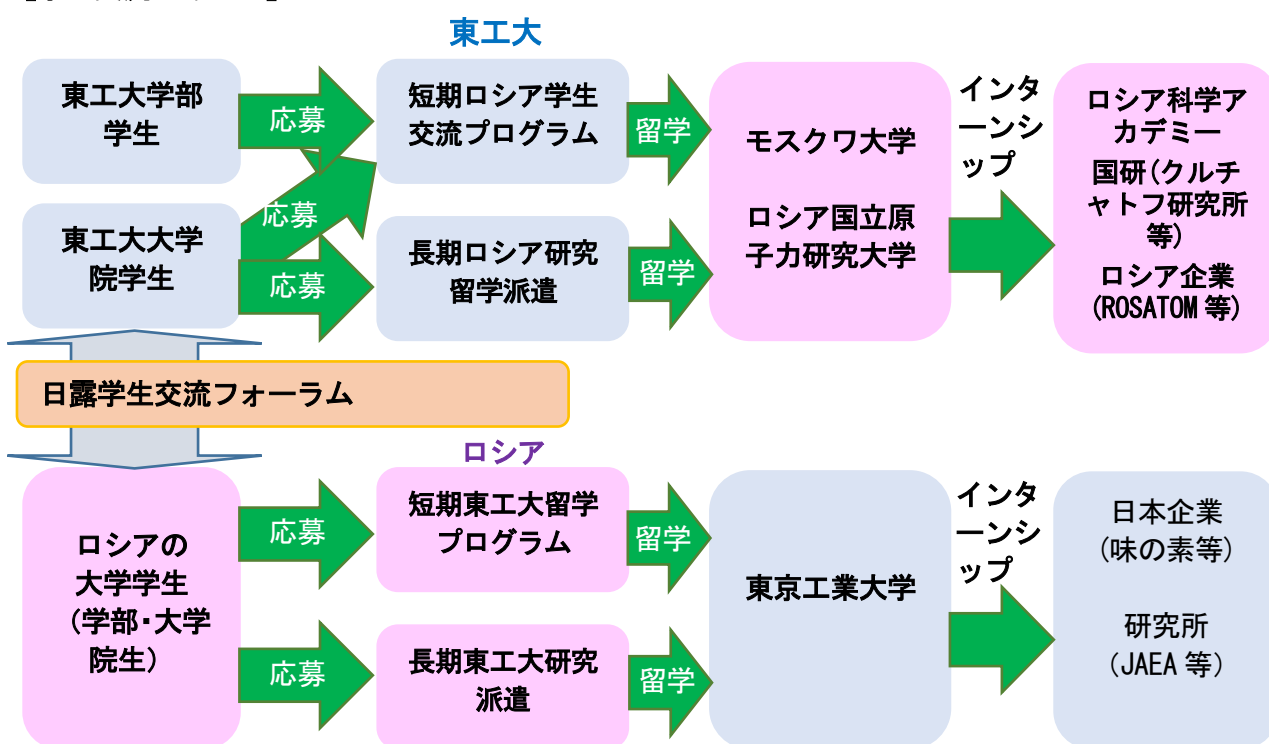 東工大
東工大学部
学生
応募
短期ロシア学生
交流プログラム
留学
東工大大学
院学生
応募
応募
長期ロシア研究
留学派遣
留学
モスクワ大学
ロシア国立原
子力研究大学
インタ
ーンシ
ップ
ロシア科学ア
カデミー
国研(クルチ
ャトフ研究所
等)
ロシア企業
(ROSATOM 等)
日露学生交流フォーラム
ロシア
ロシアの
大学学生
(学部・大学
院生)
応募
短期東工大留学
プログラム
留学
応募
長期東工大研究
派遣
留学
東京工業大学
インタ
ーンシ
ップ
日本企業
(味の素等)
研究所
(JAEA 等)